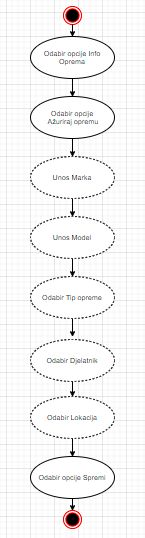 Odabir opcije Info
Oprema
Odabir opcije
Ažuriraj opremu
Unos Marka
Unos Model
Odabir Tip opreme
Odabir Djelatnik
Odabir Lokacija
Odabir opcije Spremi